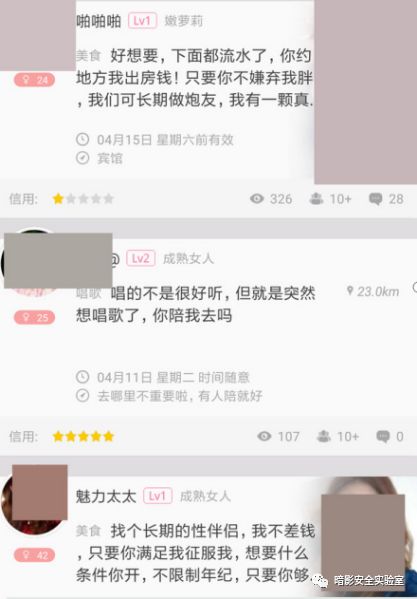 啪啪啪 Lv1 嫩萝莉
♀ 24
美食 好想要，下面都流水了，你约
地方我出房钱！只要你不嫌弃我胖
，我们可长期做炮友，我有一颗真.
04月15日 星期六前有效
宾馆
信用: 326 10+ 28
@ Lv2 成熟女人
♀ 25
唱歌 唱的不是很好听，但就是突然
想唱歌了，你陪我去吗
23.0km
04月11日 星期二 时间随意
去哪里不重要啦，有人陪就好
信用: 107 10+ 0
魅力太太 Lv1 成熟女人
♀ 42
美食 找个长期的性伴侣，我不差钱
，只要你满足我征服我，想要什么
条件你开，不限制年纪，只要你够.
暗影安全实验室